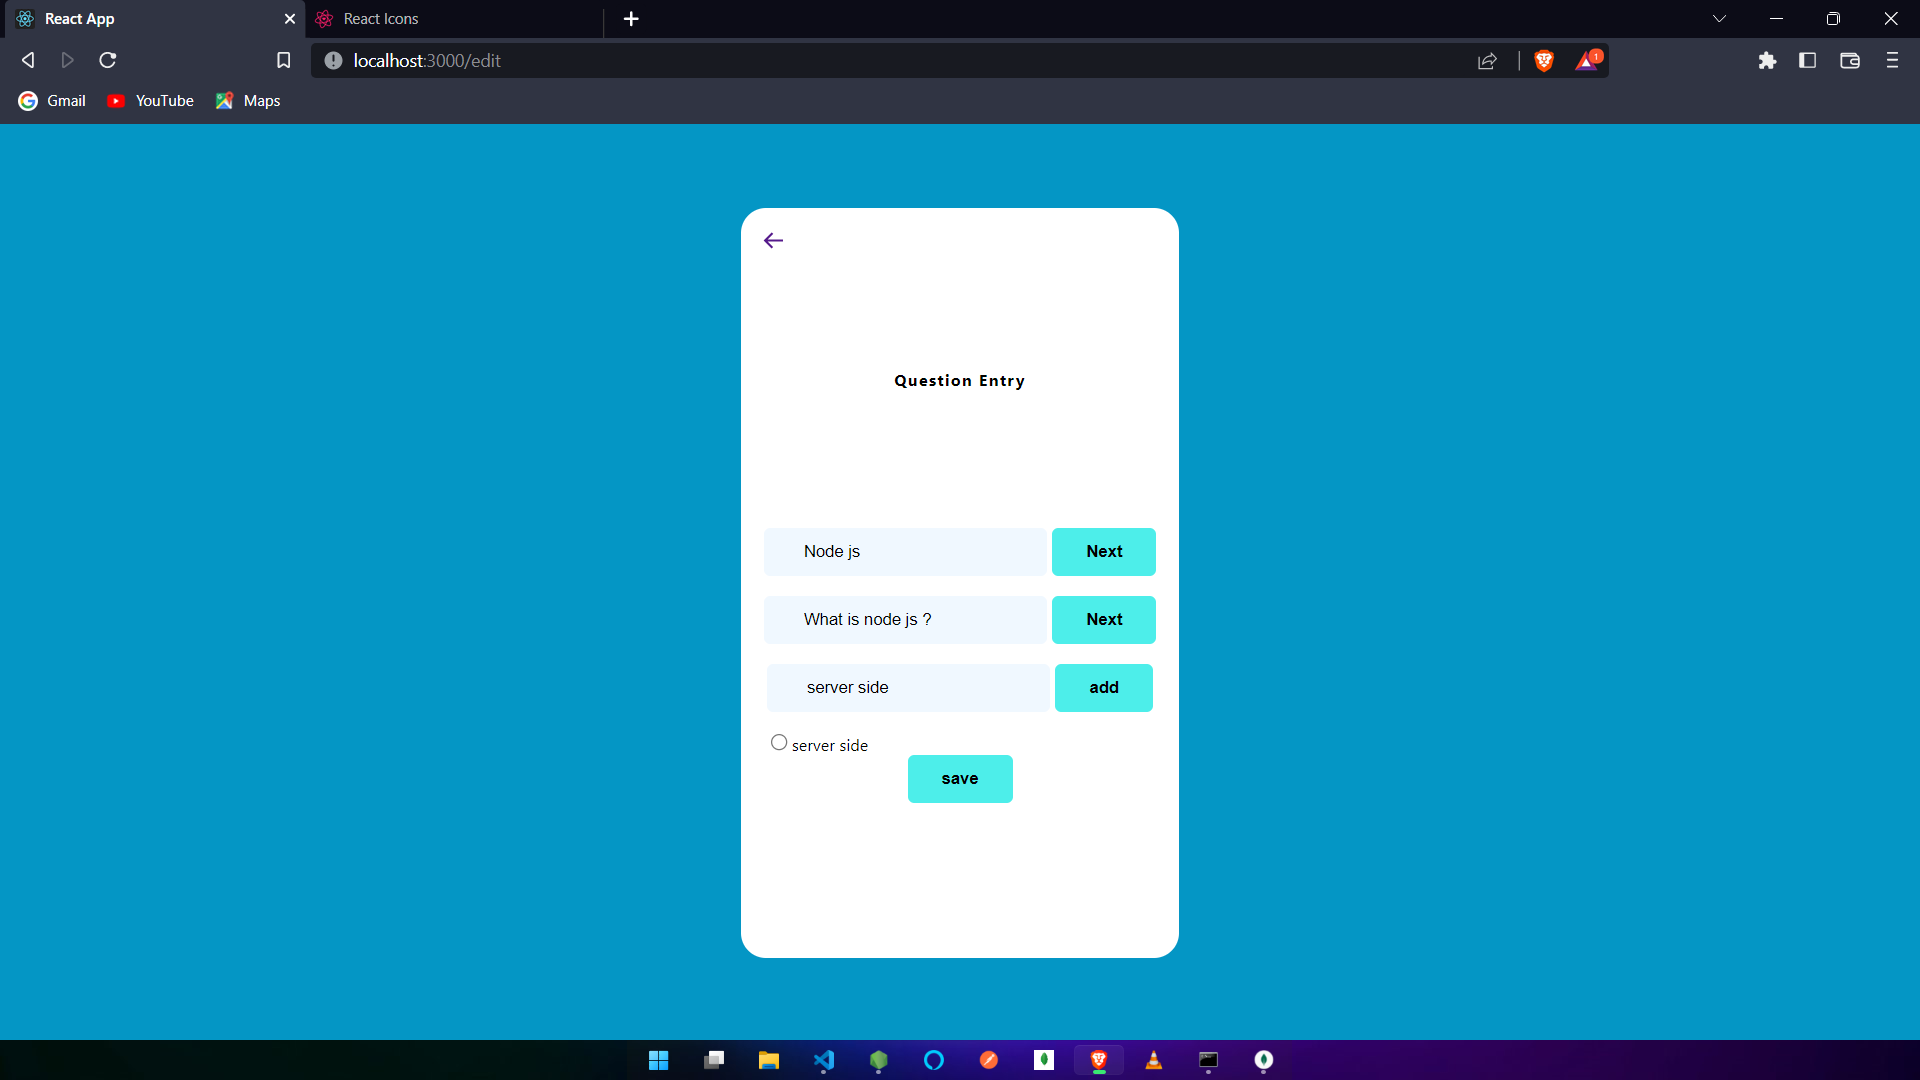 React App
React Icons
localhost:3000/edit
1
Gmail
YouTube
Maps
Question Entry
Node js
Next
What is node js ?
Next
server side
add
server side
save